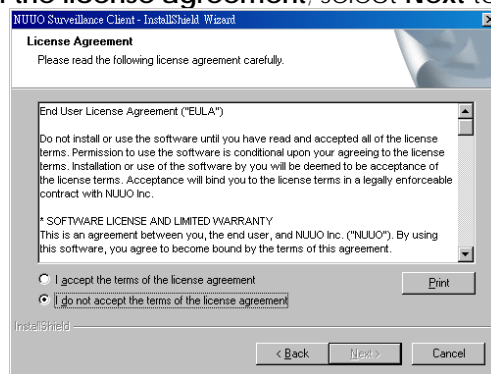 the license agreement, select Next to
NUUO Surveillance Client - InstallShield Wizard
License Agreement
Please read the following license agreement carefully.
End User License Agreement ("EULA")
Do not install or use the software until you have read and accepted all of the license
terms. Permission to use the software is conditional upon your agreeing to the license
terms. Installation or use of the software by you will be deemed to be acceptance of
the license terms. Acceptance will bind you to the license terms in a legally enforceable
contract with NUUO Inc.
* SOFTWARE LICENSE AND LIMITED WARRANTY
This is an agreement between you, the end user, and NUUO Inc. ("NUUO"). By using
this software, you agree to become bound by the terms of this agreement.
I accept the terms of the license agreement
Print
I do not accept the terms of the license agreement
InstallShield
< Back
Next >
Cancel